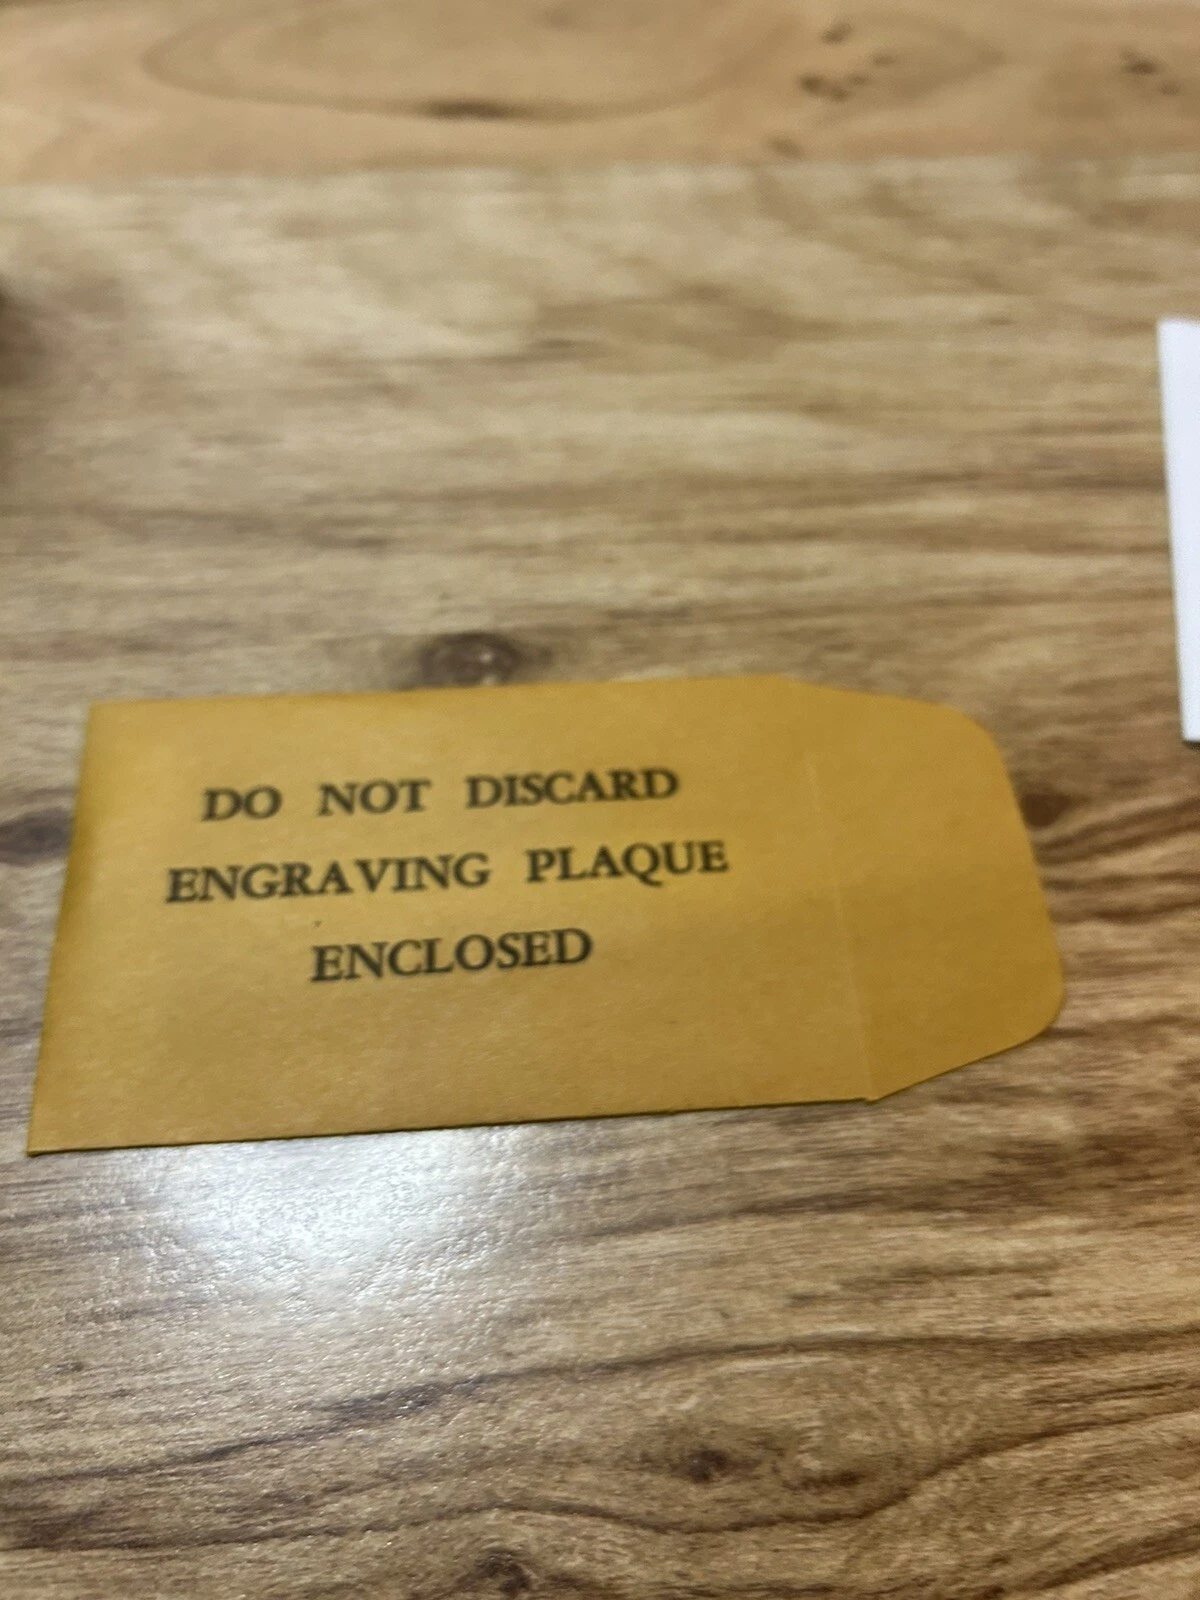 DO NOT DISCARD
ENGRAVING PLAQUE
ENCLOSED